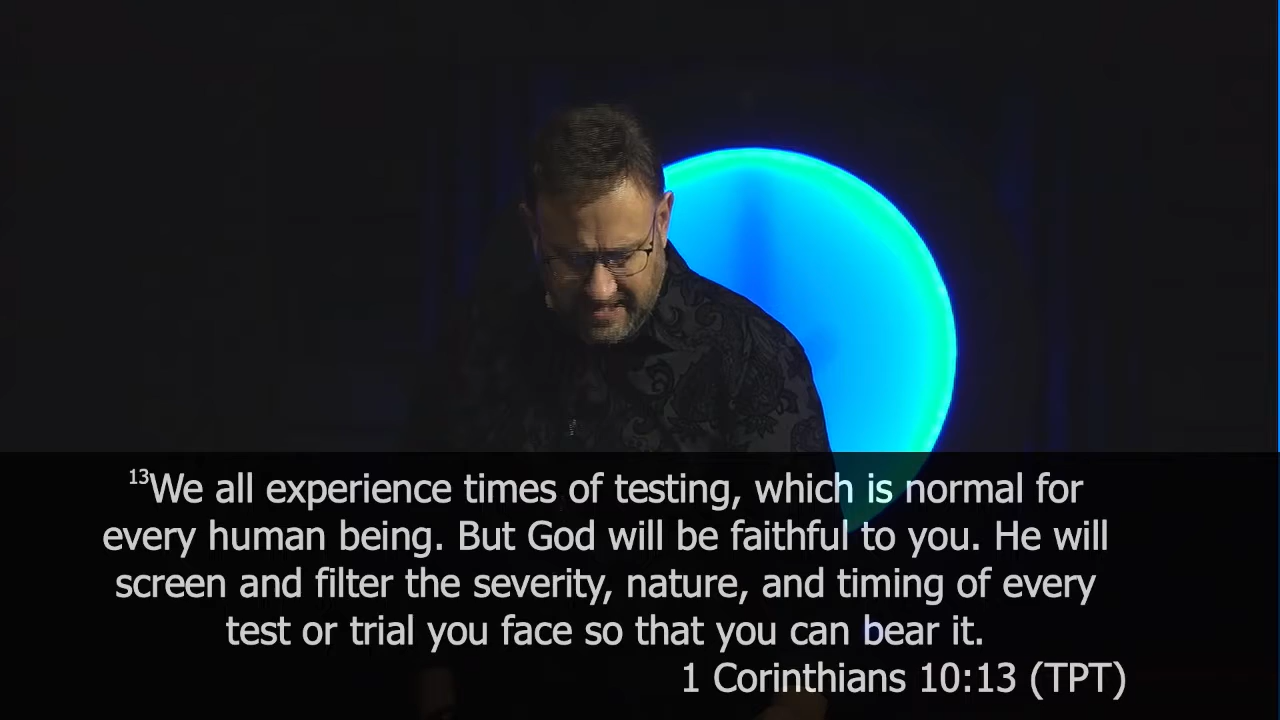 ¹³We all experience times of testing, which is normal for
every human being. But God will be faithful to you. He will
screen and filter the severity, nature, and timing of every
test or trial you face so that you can bear it.
1 Corinthians 10:13 (TPT)